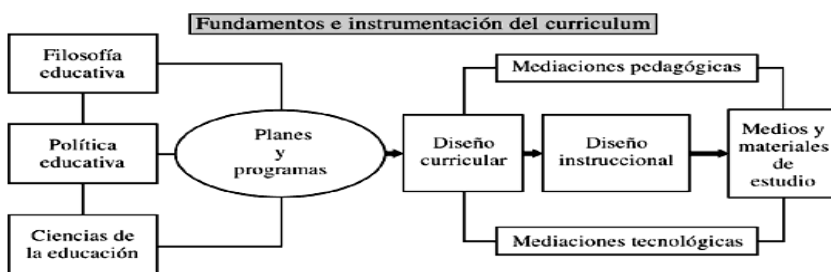 Fundamentos e instrumentación del curriculum
Filosofía
educativa
Política
educativa
Ciencias de
la educación
Planes
y
programas
Mediaciones pedagógicas
Diseño
curricular
Diseño
instruccional
Medios y
materiales
de
estudio
Mediaciones tecnológicas